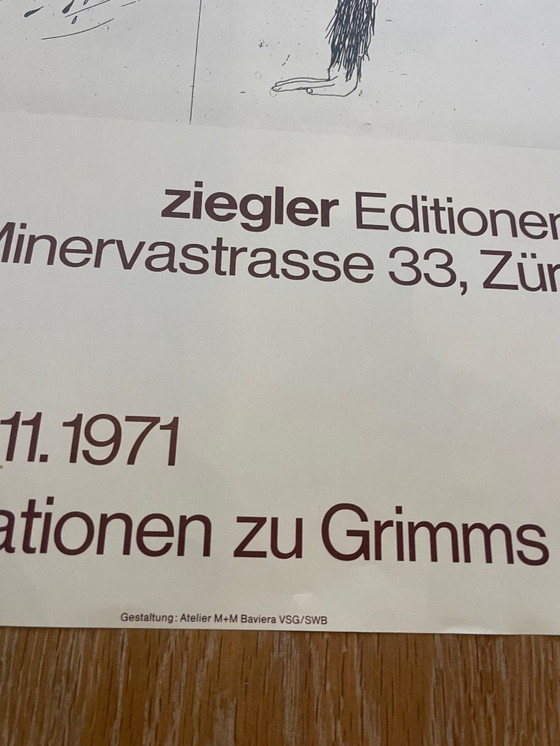 ziegler Editionen
Minervastrasse 33, Zür
.11. 1971
ationen zu Grimms
Gestaltung: Atelier M+M Baviera VSG/SWB